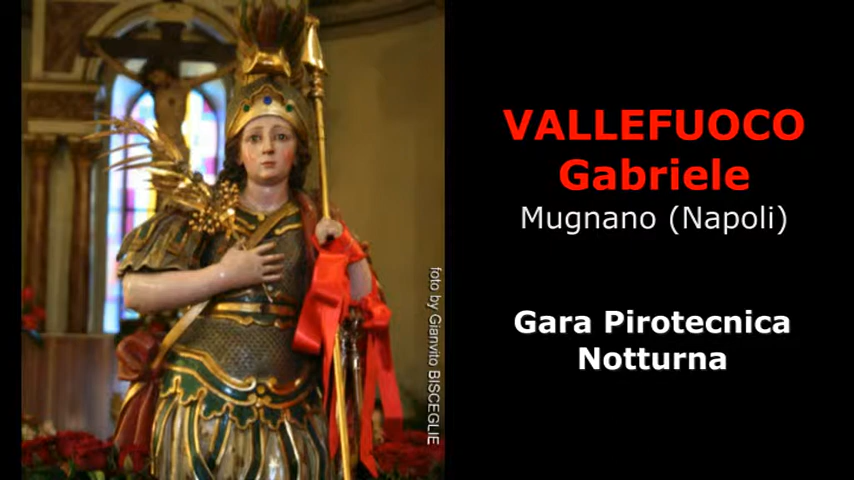 VALLEFUOCO
Gabriele
Mugnano (Napoli)
Gara Pirotecnica
Notturna
foto by Gianvito BISCEGLIE